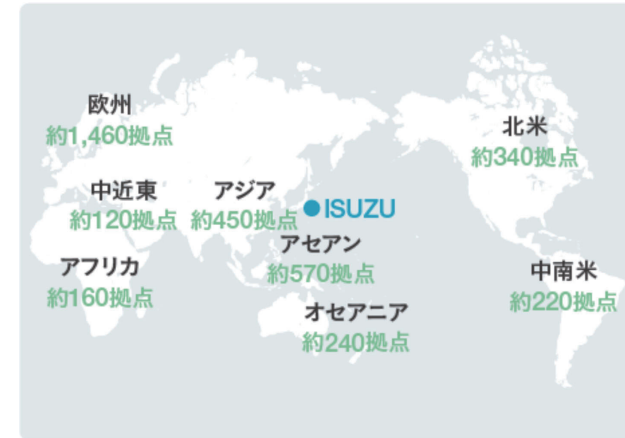 欧州
約1,460拠点
北米
約340拠点
中近東
約120拠点
アジア
約450拠点
ISUZU
アセアン
約570拠点
アフリカ
約160拠点
中南米
約220拠点
オセアニア
約240拠点